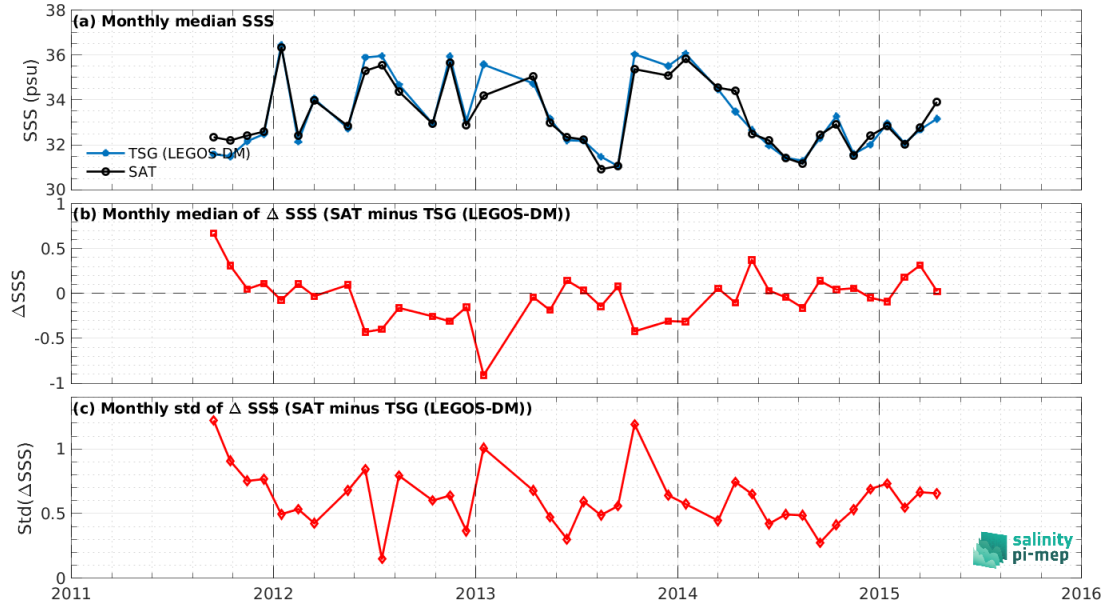 (a) Monthly median SSS
38
36
34
32
30
SSS (psu)
TSG (LEGOS-DM)
SAT
(b) Monthly median of Δ SSS (SAT minus TSG (LEGOS-DM))
1
0.5
0
-0.5
-1
ΔSSS
(c) Monthly std of Δ SSS (SAT minus TSG (LEGOS-DM))
1
0.5
0
Std(ΔSSS)
2011 2012 2013 2014 2015 2016
salinity
pi-mep